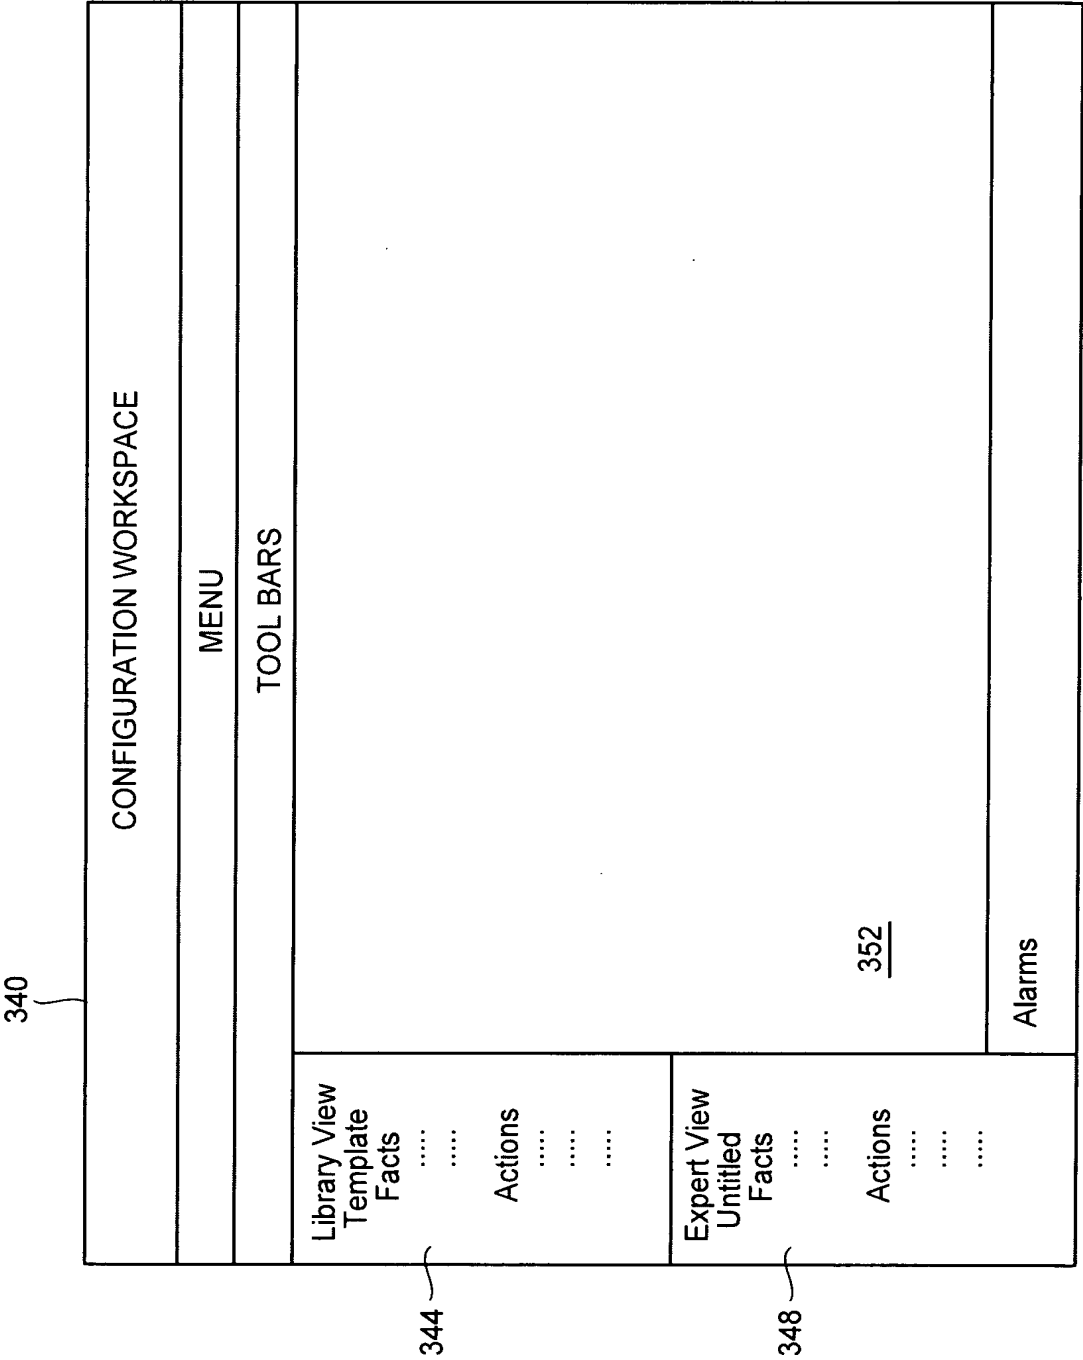 340
CONFIGURATION WORKSPACE
MENU
TOOL BARS
344
Library View
Template
Facts
.....
.....
Actions
.....
.....
.....
348
Expert View
Untitled
Facts
.....
.....
Actions
.....
.....
.....
352
Alarms